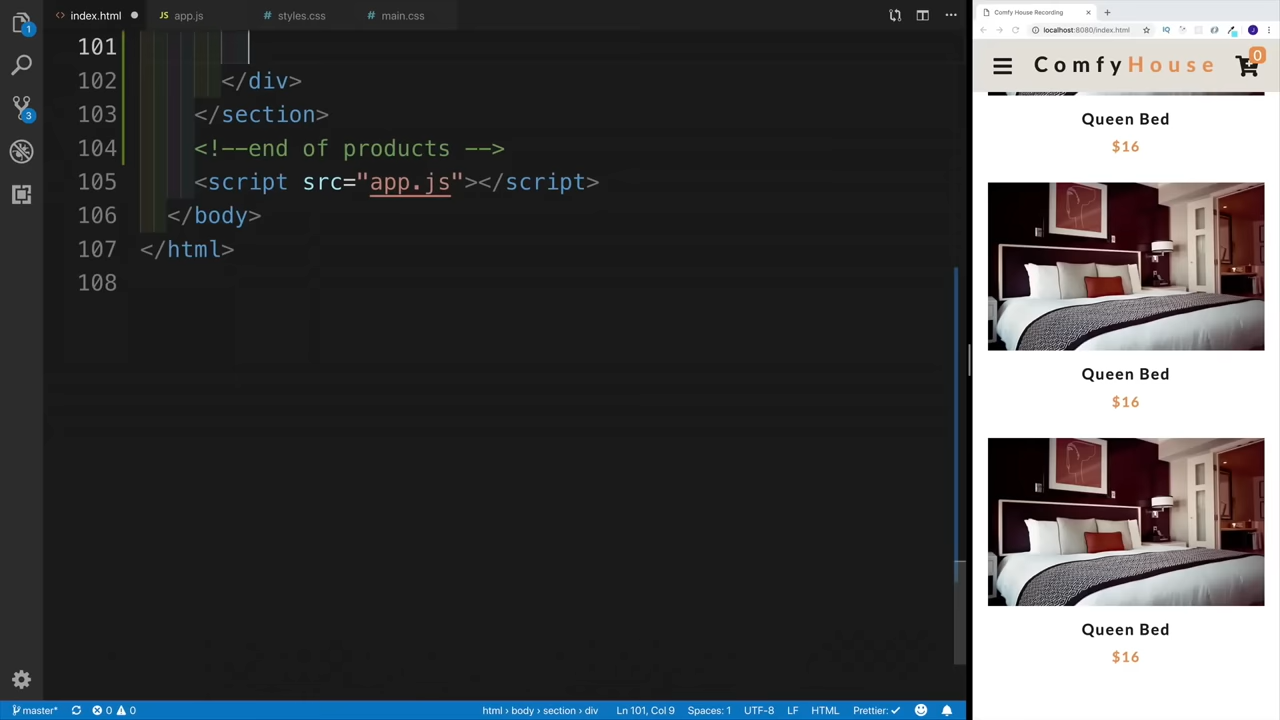 index.html
app.js
styles.css
main.css
101
102 </div>
103 </section>
104 <!--end of products -->
105 <script src="app.js"></script>
106 </body>
107 </html>
108
1
3
master*
0 0
html › body › section › div
Ln 101, Col 9
Spaces: 1
UTF-8
LF
HTML
Prettier: ✓
Comfy House Recording
localhost:8080/index.html
ComfyHouse
0
Queen Bed
$16
Queen Bed
$16
Queen Bed
$16